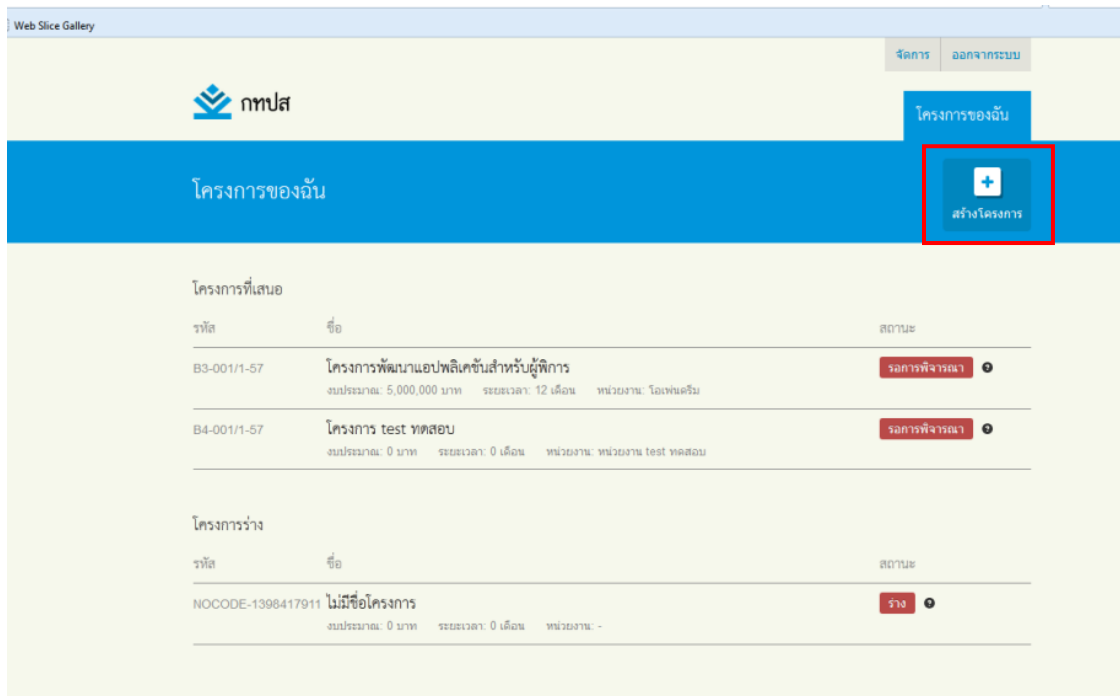 Web Slice Gallery
จัดการ ออกจากระบบ
กทปส
โครงการของฉัน
โครงการของฉัน
สร้างโครงการ
โครงการที่เสนอ
รหัส ชื่อ สถานะ
B3-001/1-57 โครงการพัฒนาแอปพลิเคชันสำหรับผู้พิการ รอการพิจารณา
งบประมาณ: 5,000,000 บาท ระยะเวลา: 12 เดือน หน่วยงาน: โอเพ่นดรีม
B4-001/1-57 โครงการ test ทดสอบ รอการพิจารณา
งบประมาณ: 0 บาท ระยะเวลา: 0 เดือน หน่วยงาน: หน่วยงาน test ทดสอบ
โครงการร่าง
รหัส ชื่อ สถานะ
NOCODE-1398417911 ไม่มีชื่อโครงการ ร่าง
งบประมาณ: 0 บาท ระยะเวลา: 0 เดือน หน่วยงาน: -